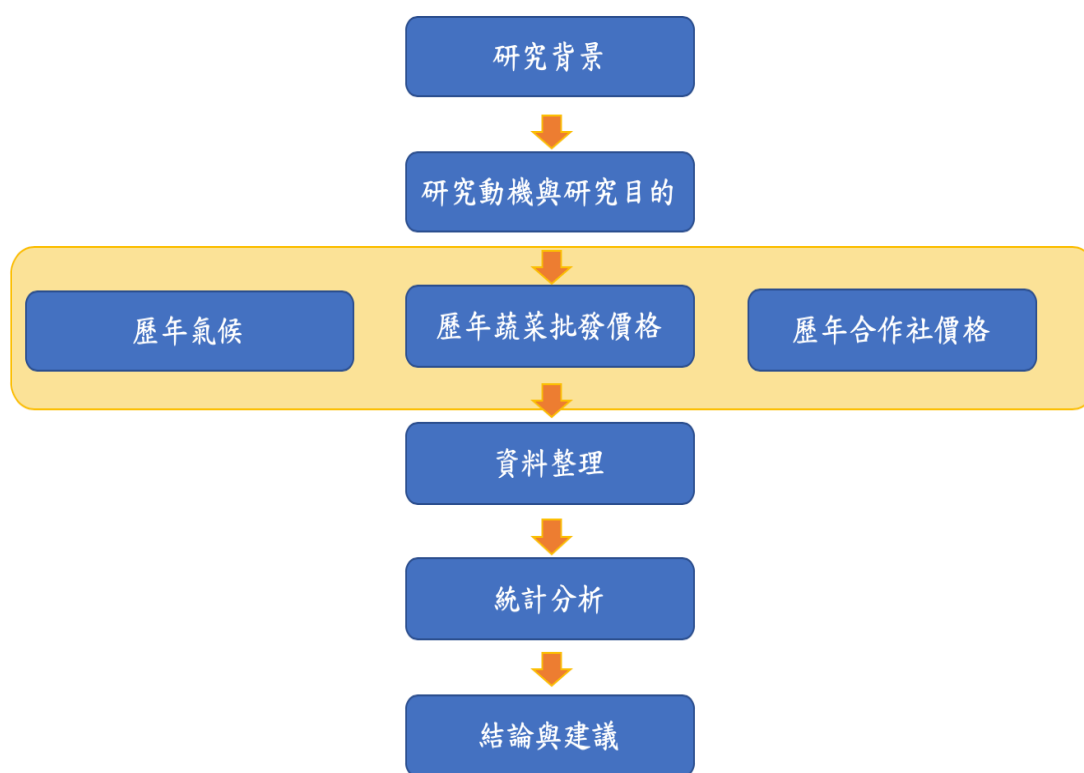 研究背景
研究動機與研究目的
歷年氣候
歷年蔬菜批發價格
歷年合作社價格
資料整理
統計分析
結論與建議